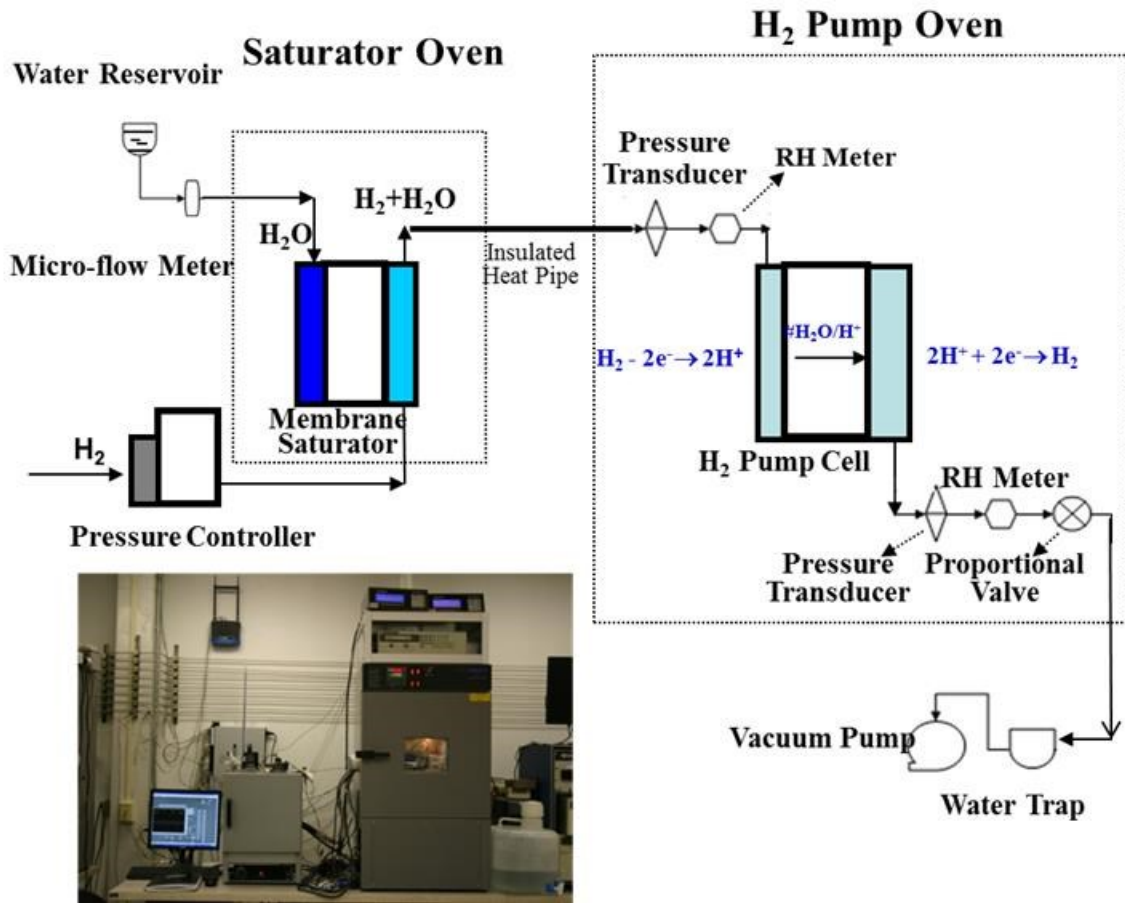 H₂ Pump Oven
Saturator Oven
Water Reservoir
Pressure
Transducer
RH Meter
H₂+H₂O
H₂O
Insulated
Heat Pipe
Micro-flow Meter
#H₂O/H⁺
H₂ - 2e⁻→ 2H⁺
2H⁺ + 2e⁻→ H₂
Membrane
Saturator
H₂
H₂ Pump Cell
RH Meter
Pressure Controller
Pressure
Transducer
Proportional
Valve
Vacuum Pump
Water Trap